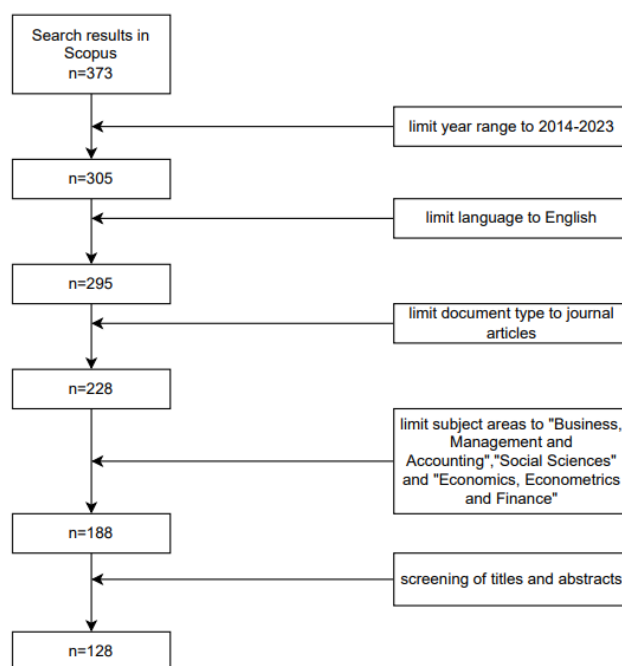 Search results in
Scopus
n=373
limit year range to 2014-2023
n=305
limit language to English
n=295
limit document type to journal
articles
n=228
limit subject areas to "Business,
Management and
Accounting","Social Sciences"
and "Economics, Econometrics
and Finance"
n=188
screening of titles and abstracts
n=128